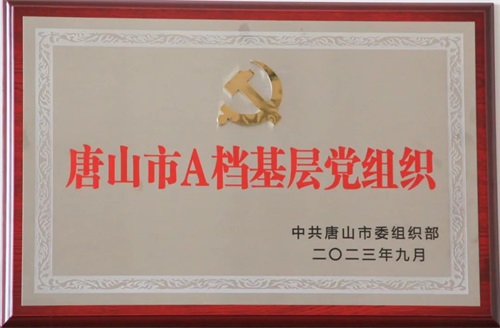 唐山市A档基层党组织
中共唐山市委组织部
二〇二三年九月